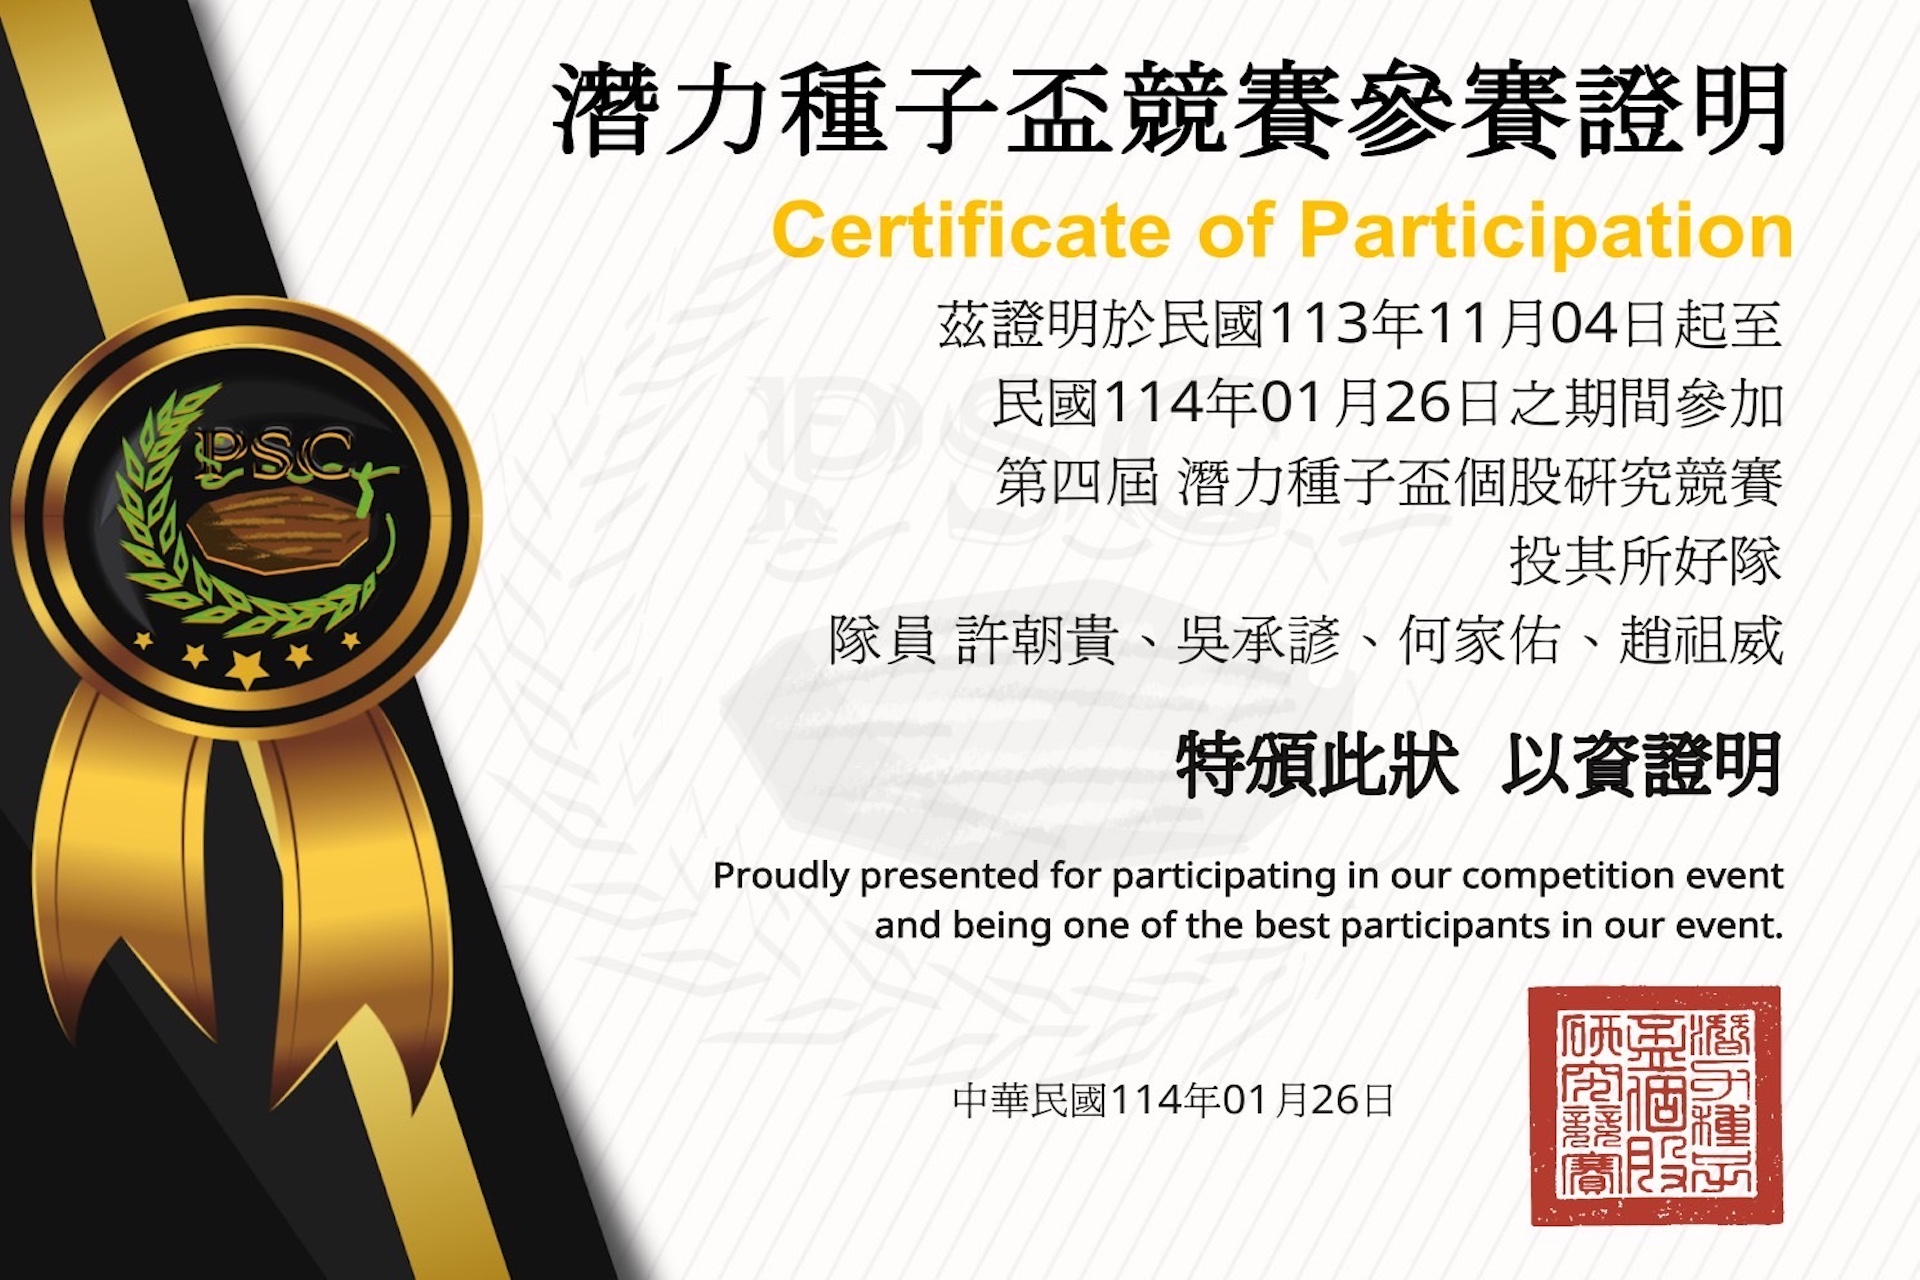 潛力種子盃競賽參賽證明
Certificate of Participation
茲證明於民國113年11月04日起至
民國114年01月26日之期間參加
第四屆 潛力種子盃個股研究競賽
投其所好隊
隊員 許朝貴、吳承諺、何家佑、趙祖威
特頒此狀 以資證明
Proudly presented for participating in our competition event
and being one of the best participants in our event.
中華民國114年01月26日
PSC
潛力種子
盃個股
研究競賽